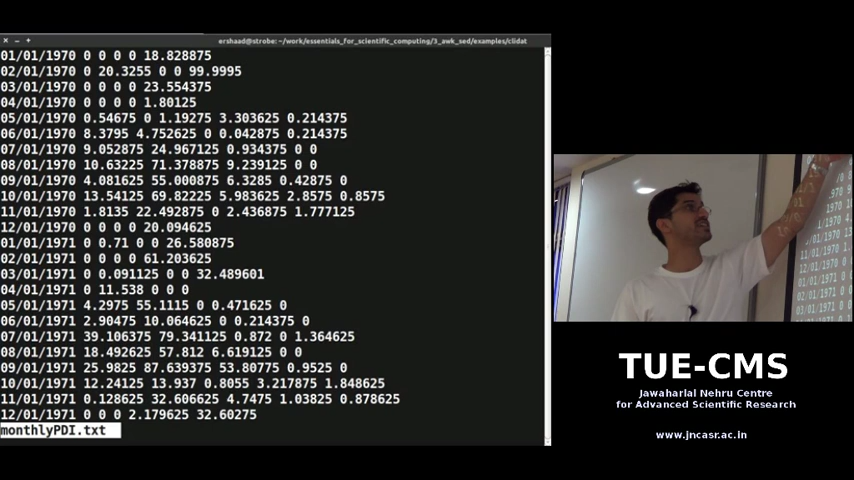 ershaad@strobe: ~/work/essentials_for_scientific_computing/3_awk_sed/examples/clidat
01/01/1970 0 0 0 0 18.828875
02/01/1970 0 20.3255 0 0 99.9995
03/01/1970 0 0 0 0 23.554375
04/01/1970 0 0 0 0 1.80125
05/01/1970 0.54675 0 1.19275 3.303625 0.214375
06/01/1970 8.3795 4.752625 0 0.042875 0.214375
07/01/1970 9.052875 24.967125 0.934375 0 0
08/01/1970 10.63225 71.378875 9.239125 0 0
09/01/1970 4.081625 55.000875 6.3285 0.42875 0
10/01/1970 13.54125 69.82225 5.983625 2.8575 0.8575
11/01/1970 1.8135 22.492875 0 2.436875 1.777125
12/01/1970 0 0 0 0 20.094625
01/01/1971 0 0.71 0 0 26.580875
02/01/1971 0 0 0 0 61.203625
03/01/1971 0 0.091125 0 0 32.489601
04/01/1971 0 11.538 0 0 0
05/01/1971 4.2975 55.1115 0 0.471625 0
06/01/1971 2.90475 10.064625 0 0.214375 0
07/01/1971 39.106375 79.341125 0.872 0 1.364625
08/01/1971 18.492625 57.812 6.619125 0 0
09/01/1971 25.9825 87.639375 53.80775 0.9525 0
10/01/1971 12.24125 13.937 0.8055 3.217875 1.848625
11/01/1971 0.128625 32.606625 4.7475 1.03825 0.878625
12/01/1971 0 0 0 2.179625 32.60275
monthlyPDI.txt
TUE-CMS
Jawaharlal Nehru Centre
for Advanced Scientific Research
www.jncasr.ac.in